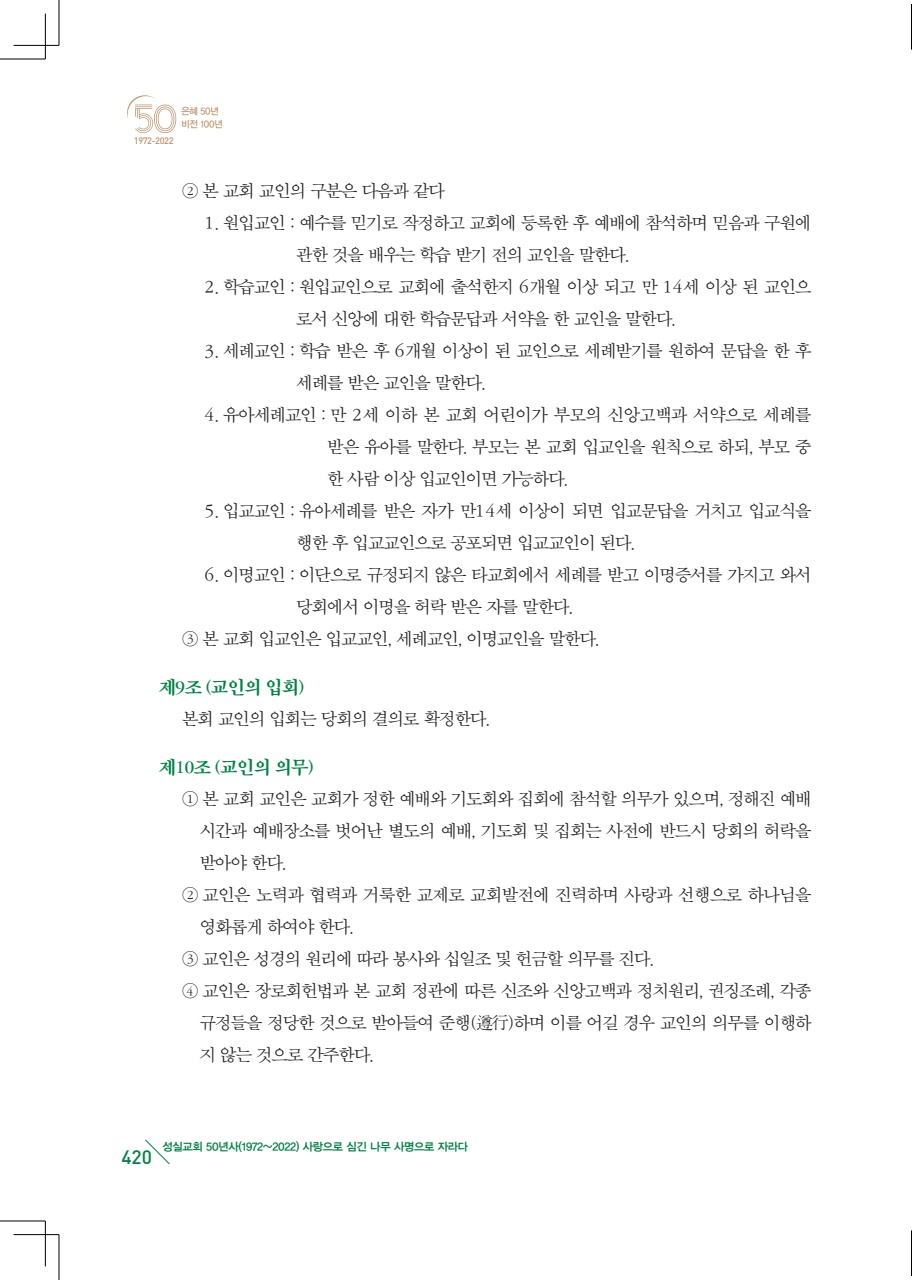 50 은혜 50년
비전 100년
1972-2022
② 본 교회 교인의 구분은 다음과 같다
1. 원입교인 : 예수를 믿기로 작정하고 교회에 등록한 후 예배에 참석하며 믿음과 구원에
관한 것을 배우는 학습 받기 전의 교인을 말한다.
2. 학습교인 : 원입교인으로 교회에 출석한지 6개월 이상 되고 만 14세 이상 된 교인으
로서 신앙에 대한 학습문답과 서약을 한 교인을 말한다.
3. 세례교인 : 학습 받은 후 6개월 이상이 된 교인으로 세례받기를 원하여 문답을 한 후
세례를 받은 교인을 말한다.
4. 유아세례교인 : 만 2세 이하 본 교회 어린이가 부모의 신앙고백과 서약으로 세례를
받은 유아를 말한다. 부모는 본 교회 입교인을 원칙으로 하되, 부모 중
한 사람 이상 입교인이면 가능하다.
5. 입교교인 : 유아세례를 받은 자가 만14세 이상이 되면 입교문답을 거치고 입교식을
행한 후 입교교인으로 공포되면 입교교인이 된다.
6. 이명교인 : 이단으로 규정되지 않은 타교회에서 세례를 받고 이명증서를 가지고 와서
당회에서 이명을 허락 받은 자를 말한다.
③ 본 교회 입교인은 입교교인, 세례교인, 이명교인을 말한다.
제9조 (교인의 입회)
본회 교인의 입회는 당회의 결의로 확정한다.
제10조 (교인의 의무)
① 본 교회 교인은 교회가 정한 예배와 기도회와 집회에 참석할 의무가 있으며, 정해진 예배
시간과 예배장소를 벗어난 별도의 예배, 기도회 및 집회는 사전에 반드시 당회의 허락을
받아야 한다.
② 교인은 노력과 협력과 거룩한 교제로 교회발전에 진력하며 사랑과 선행으로 하나님을
영화롭게 하여야 한다.
③ 교인은 성경의 원리에 따라 봉사와 십일조 및 헌금할 의무를 진다.
④ 교인은 장로회헌법과 본 교회 정관에 따른 신조와 신앙고백과 정치원리, 권징조례, 각종
규정들을 정당한 것으로 받아들여 준행(遵行)하며 이를 어길 경우 교인의 의무를 이행하
지 않는 것으로 간주한다.
420 성실교회 50년사(1972~2022) 사랑으로 심긴 나무 사명으로 자라다